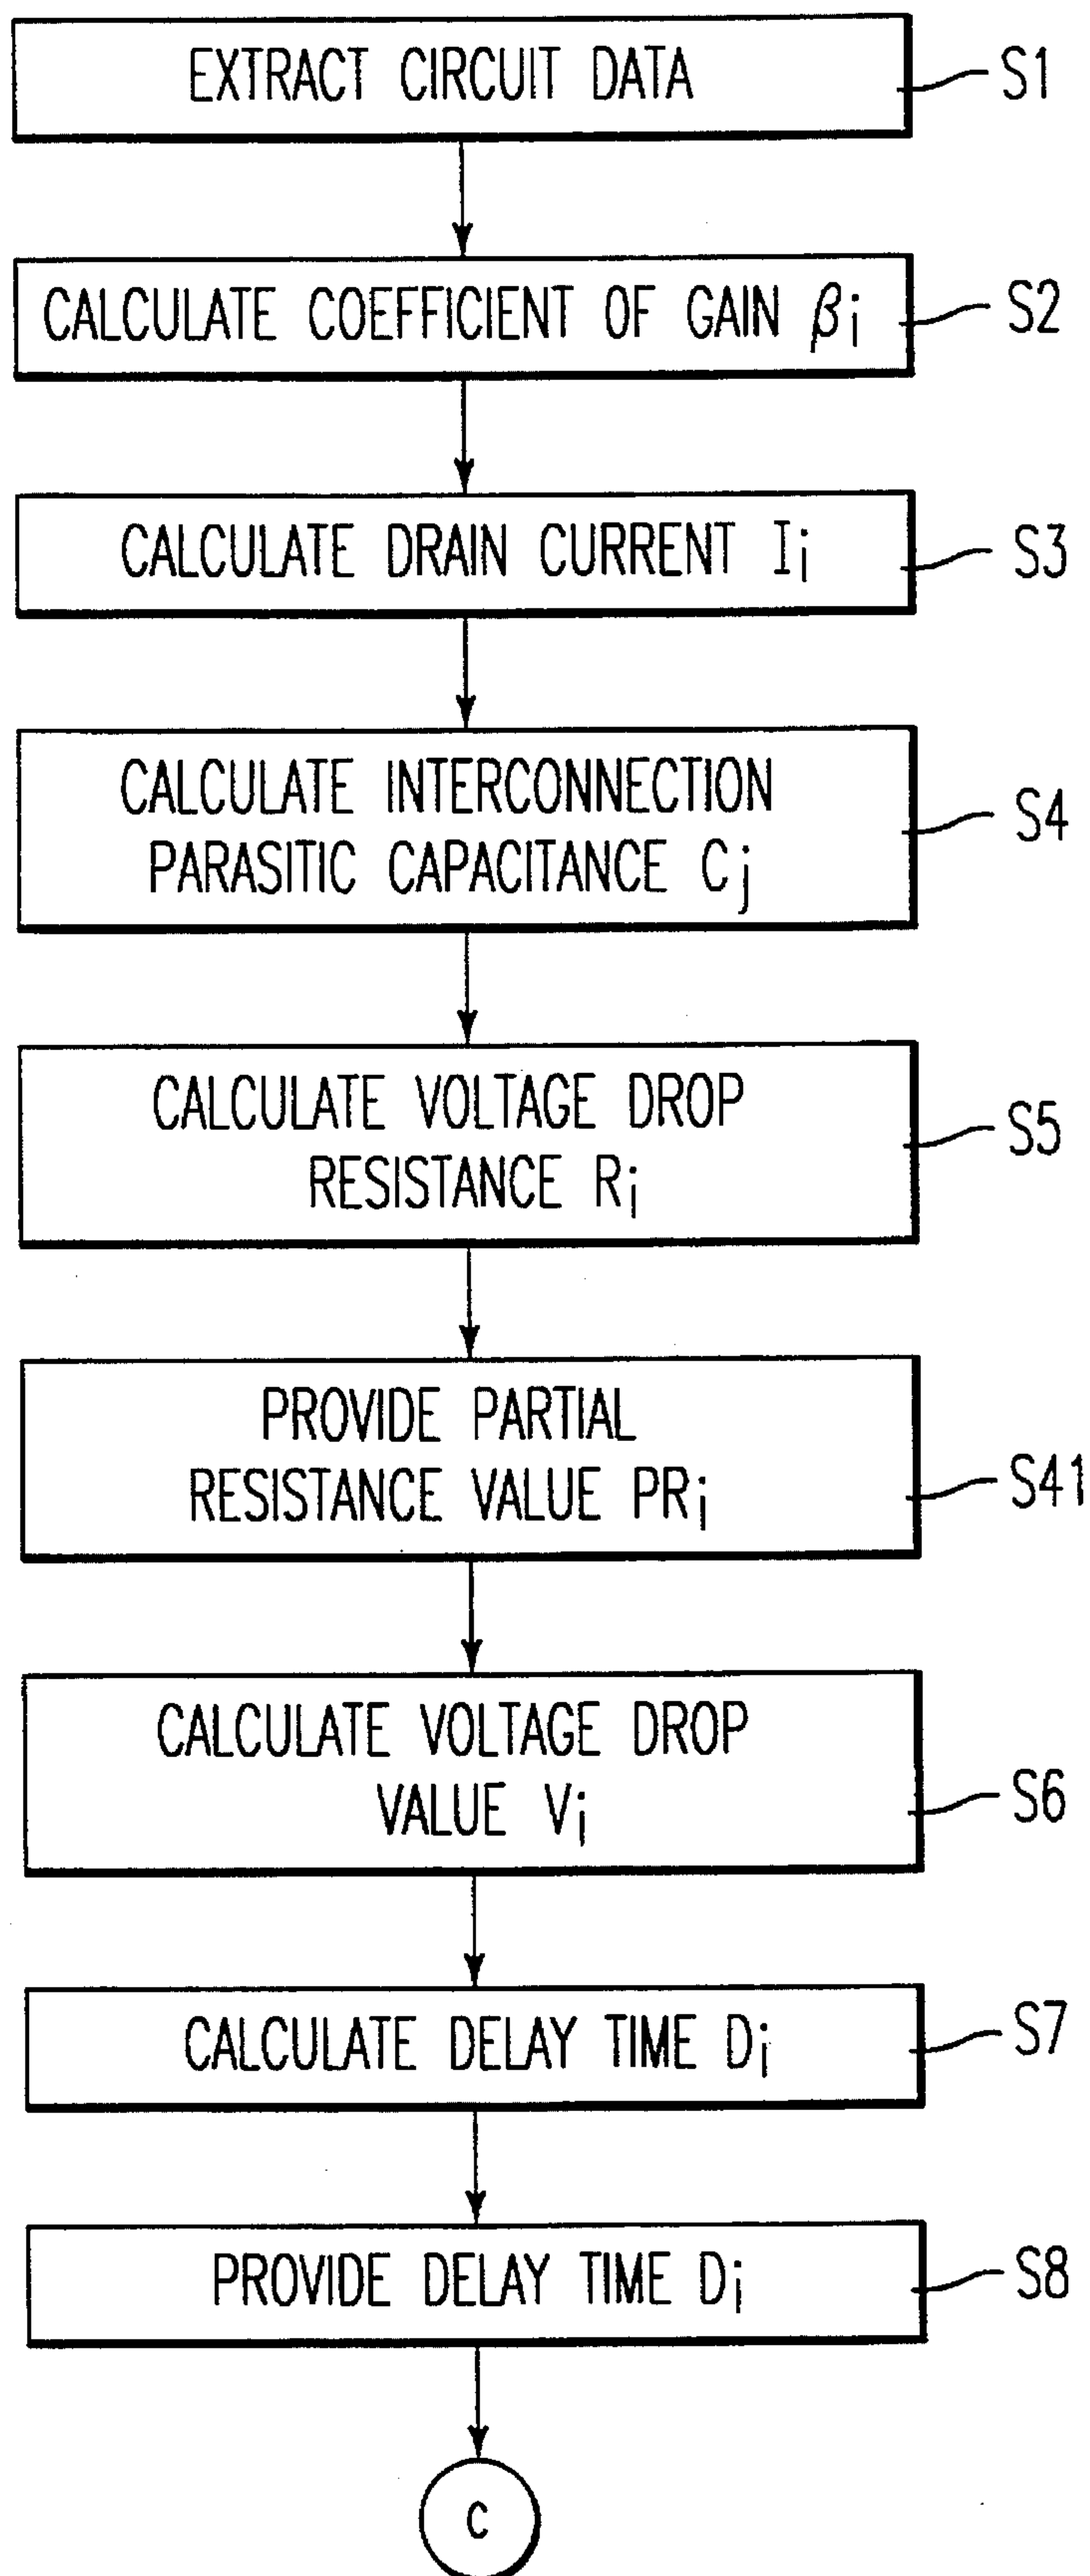 EXTRACT CIRCUIT DATA S1
CALCULATE COEFFICIENT OF GAIN βi S2
CALCULATE DRAIN CURRENT Ii S3
CALCULATE INTERCONNECTION
PARASITIC CAPACITANCE Cj
S4
CALCULATE VOLTAGE DROP
RESISTANCE Ri
S5
PROVIDE PARTIAL
RESISTANCE VALUE PRi
S41
CALCULATE VOLTAGE DROP
VALUE Vi
S6
CALCULATE DELAY TIME Di S7
PROVIDE DELAY TIME Di S8
C